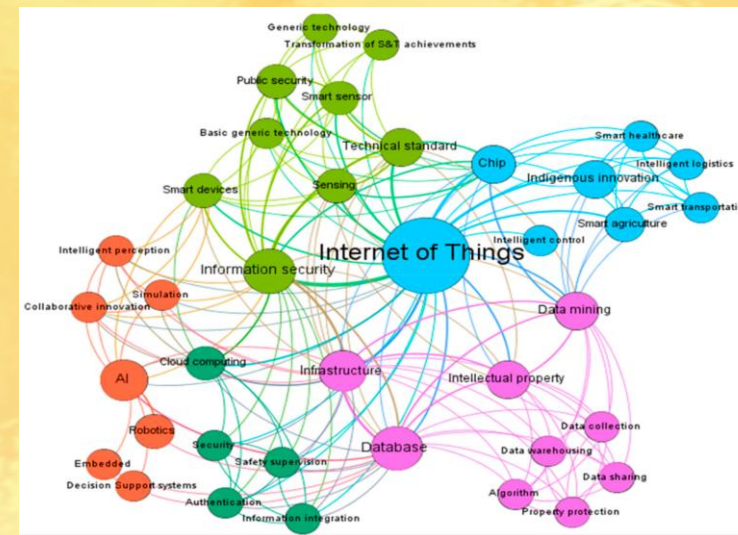 Generic technology
Transformation of S&T achievements
Public security
Smart sensor
Basic generic technology
Technical standard
Smart devices
Sensing
Information security
Chip
Smart healthcare
Intelligent logistics
Indigenous innovation
Smart transportati
Smart agriculture
Intelligent control
Internet of Things
Intelligent perception
Simulation
Collaborative innovation
AI
Robotics
Embedded
Decision Support systems
Cloud computing
Security
Safety supervision
Authentication
Information integration
Infrastructure
Database
Data mining
Intellectual property
Data collection
Data warehousing
Data sharing
Algorithm
Property protection